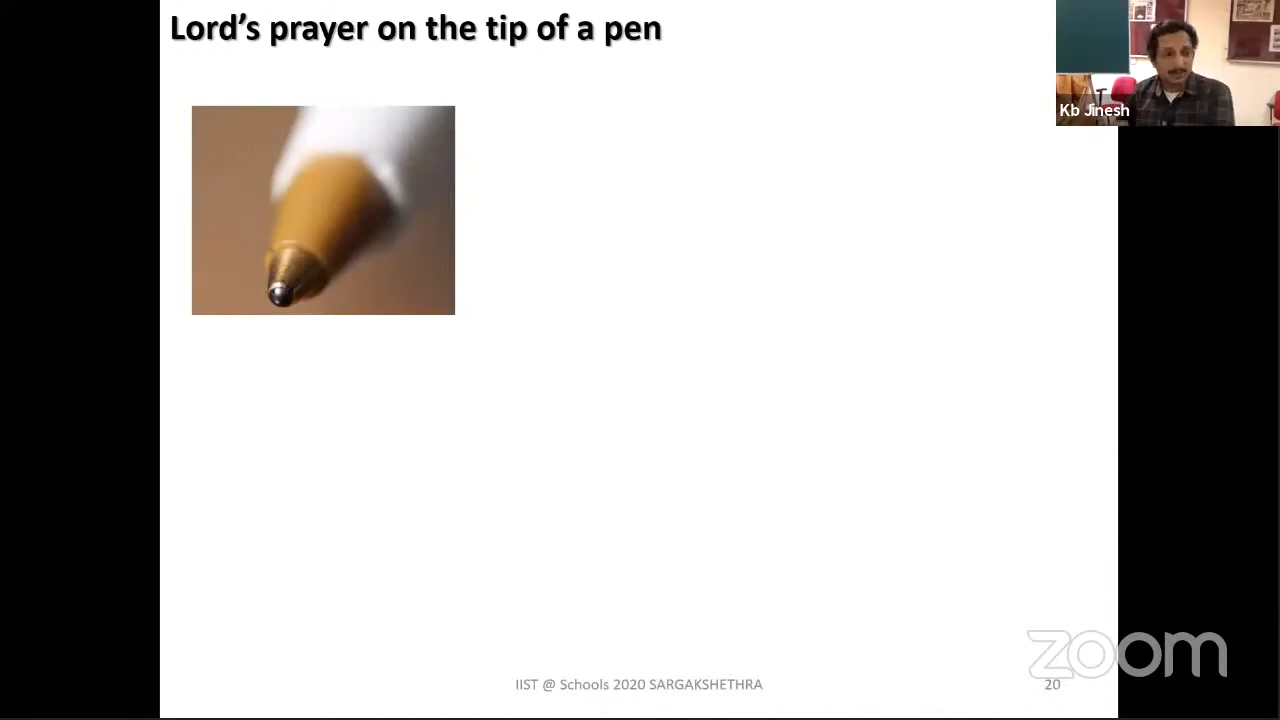 Lord’s prayer on the tip of a pen
Kb Jinesh
zoom
IIST @ Schools 2020 SARGAKSHETHRA
20